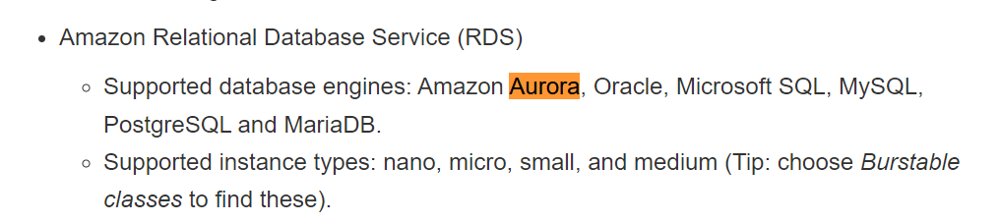 Amazon Relational Database Service (RDS)
Supported database engines: Amazon Aurora, Oracle, Microsoft SQL, MySQL,
PostgreSQL and MariaDB.
Supported instance types: nano, micro, small, and medium (Tip: choose Burstable
classes to find these).